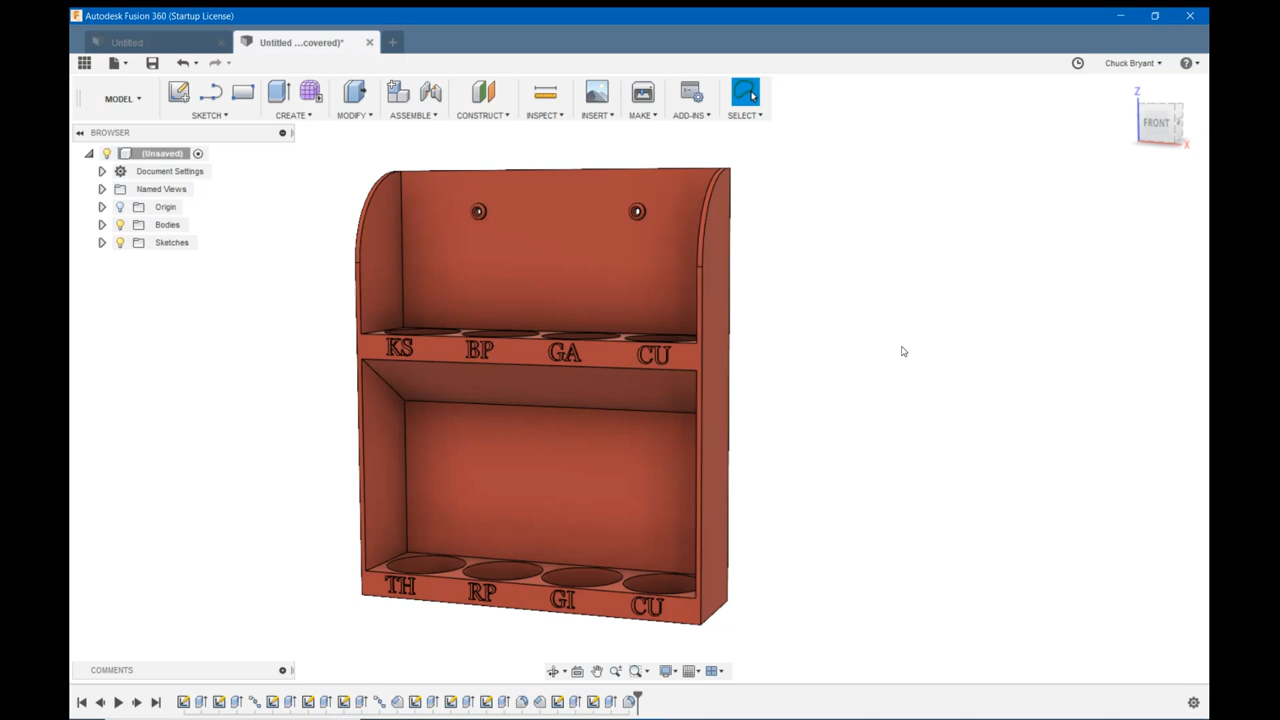 Autodesk Fusion 360 (Startup License)
Untitled
Untitled ...covered)*
Chuck Bryant
MODEL
SKETCH
CREATE
MODIFY
ASSEMBLE
CONSTRUCT
INSPECT
INSERT
MAKE
ADD-INS
SELECT
BROWSER
(Unsaved)
Document Settings
Named Views
Origin
Bodies
Sketches
Z
FRONT
X
KS BP GA CU
TH RP GI CU
COMMENTS